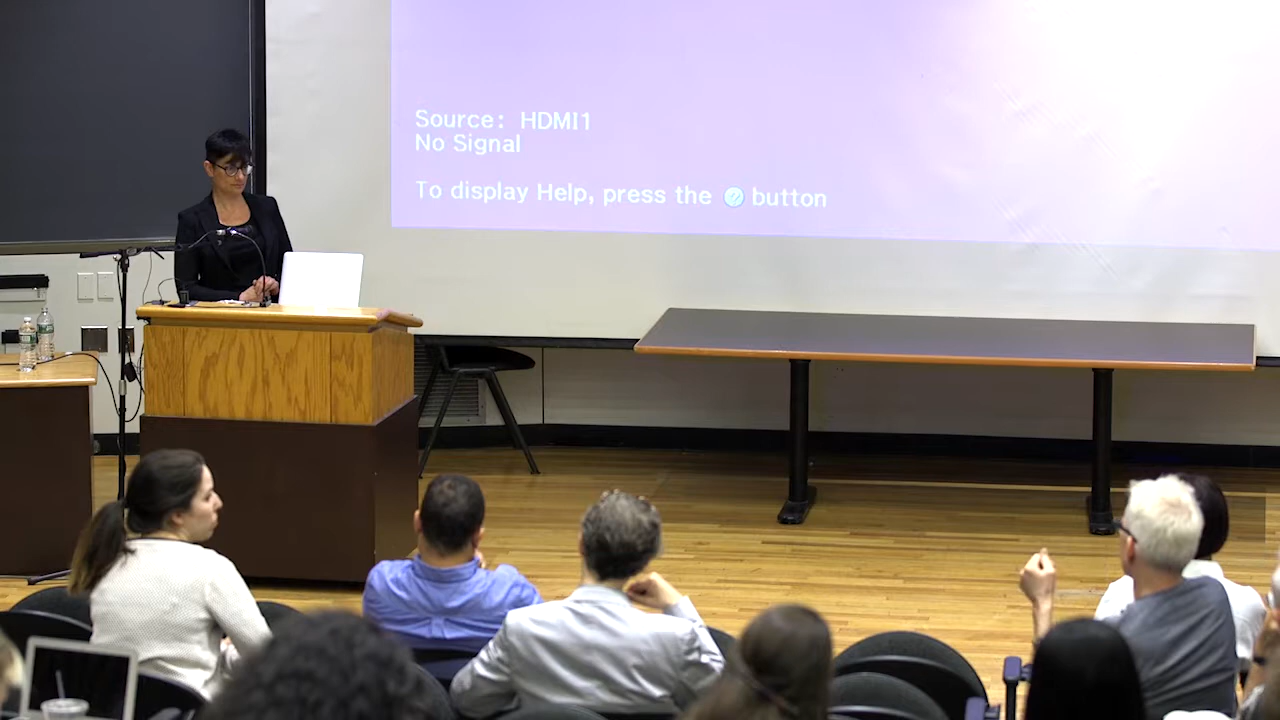 Source: HDMI1
No Signal
To display Help, press the button